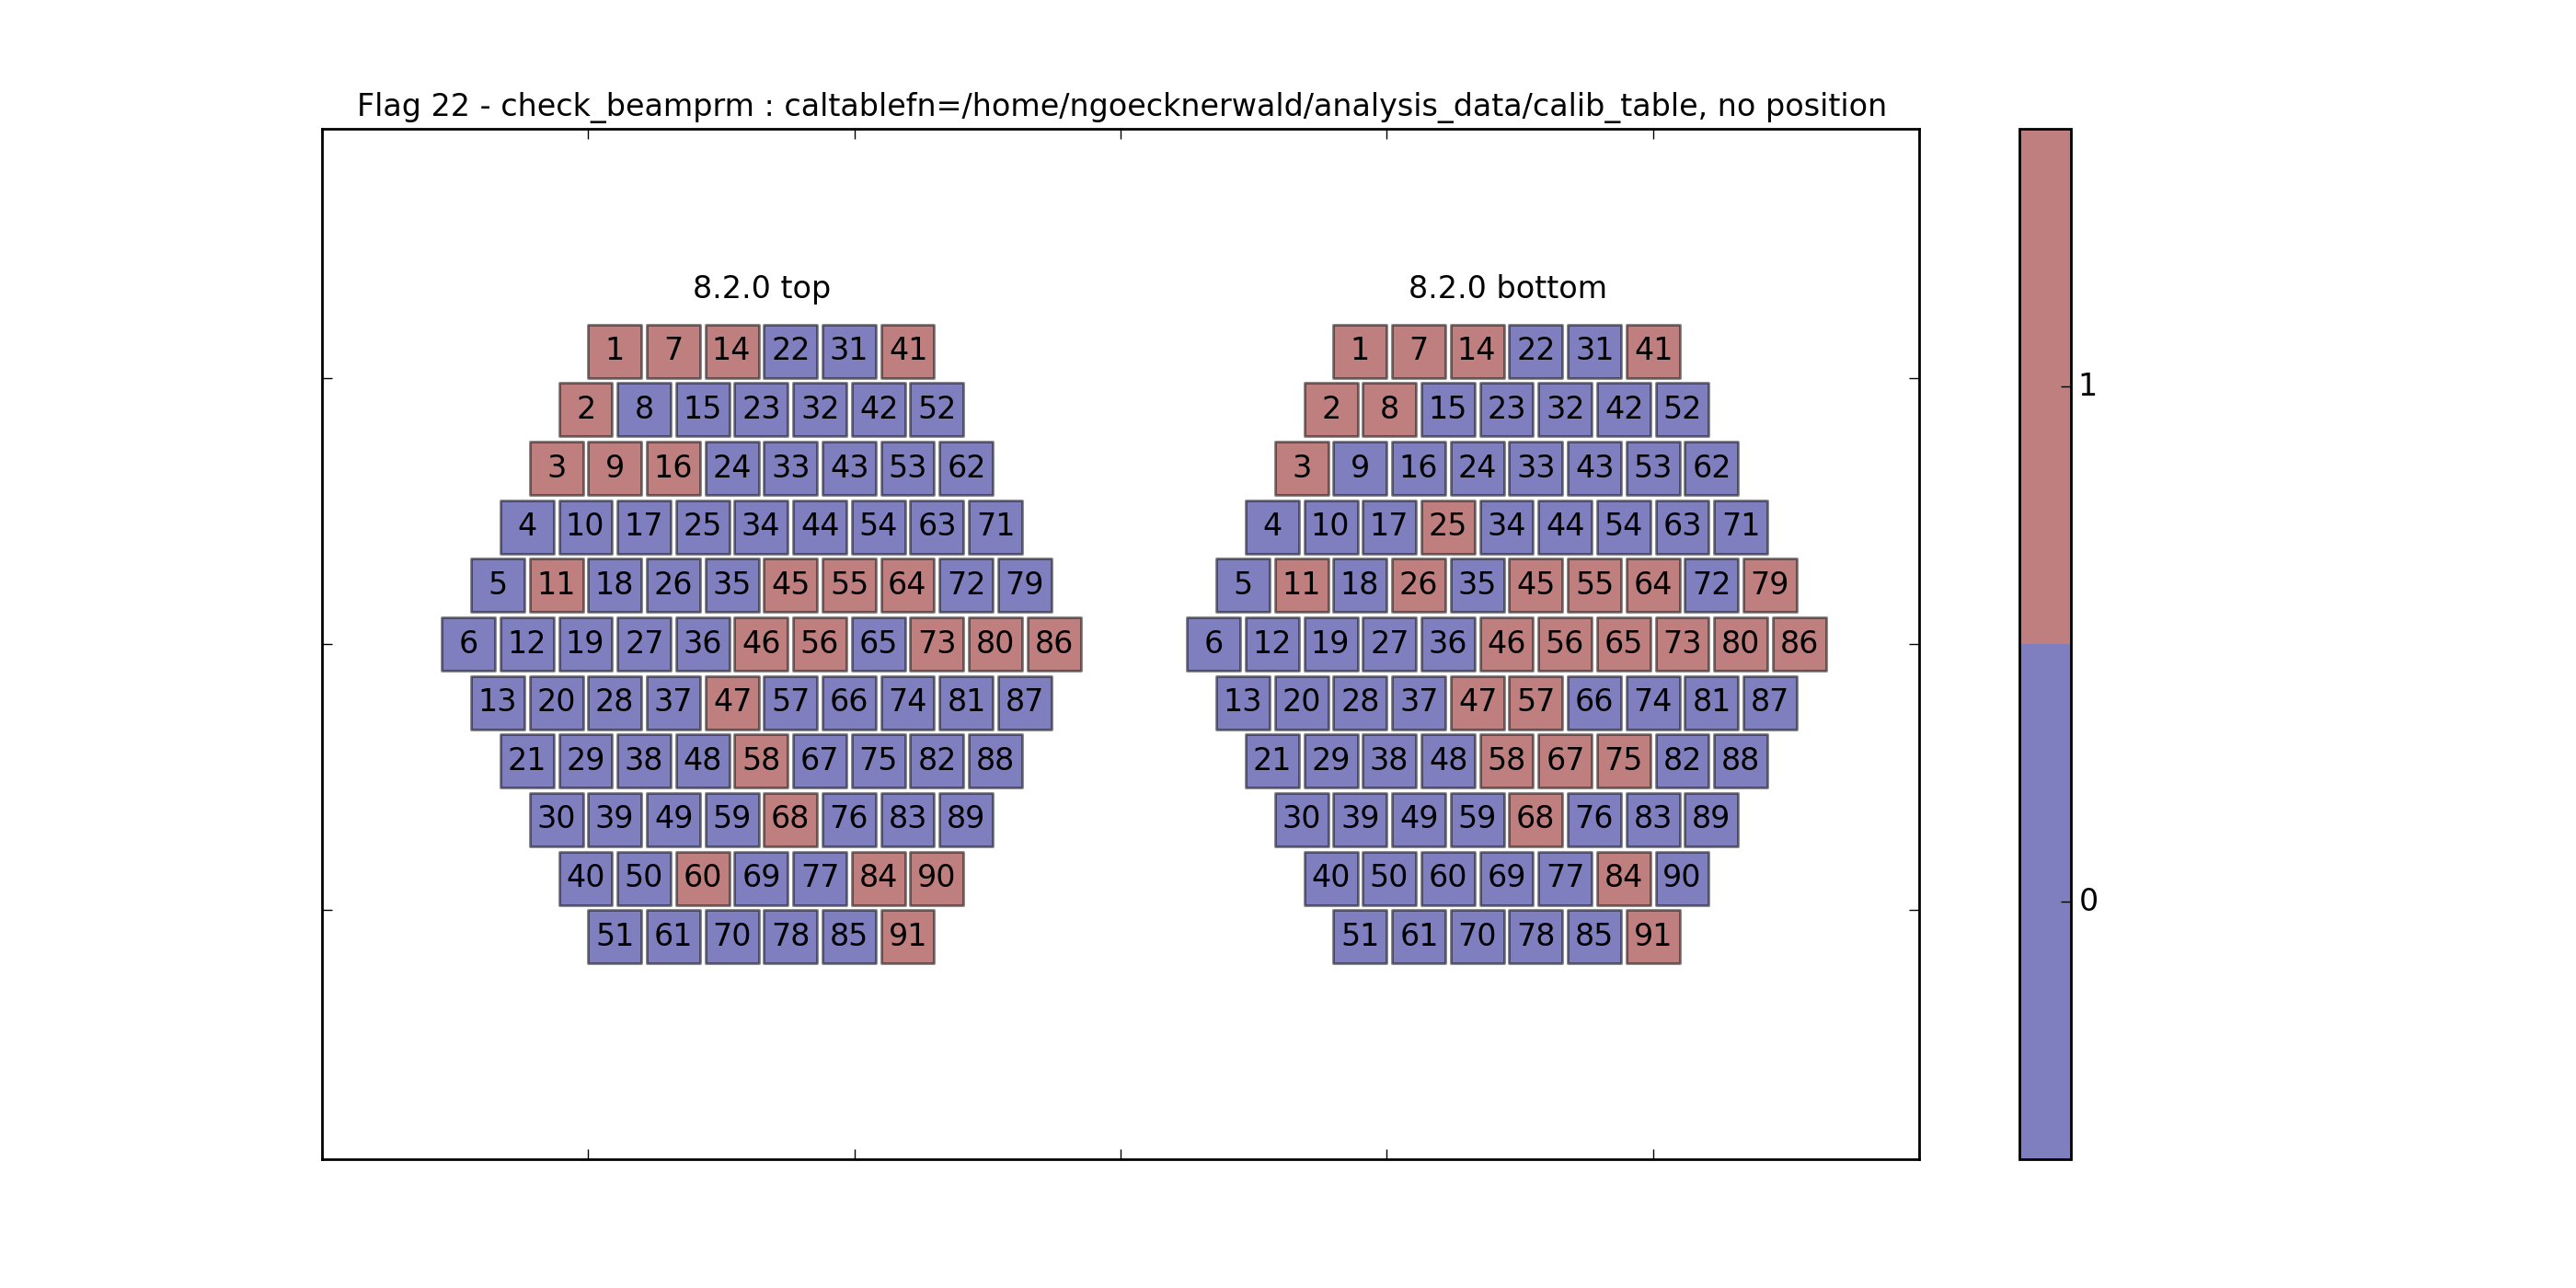 Flag 22 - check_beamprm : caltablefn=/home/ngoecknerwald/analysis_data/calib_table, no position
8.2.0 top
8.2.0 bottom
1 7 14 22 31 41
1 7 14 22 31 41
2 8 15 23 32 42 52
2 8 15 23 32 42 52
3 9 16 24 33 43 53 62
3 9 16 24 33 43 53 62
4 10 17 25 34 44 54 63 71
4 10 17 25 34 44 54 63 71
5 11 18 26 35 45 55 64 72 79
5 11 18 26 35 45 55 64 72 79
6 12 19 27 36 46 56 65 73 80 86
6 12 19 27 36 46 56 65 73 80 86
13 20 28 37 47 57 66 74 81 87
13 20 28 37 47 57 66 74 81 87
21 29 38 48 58 67 75 82 88
21 29 38 48 58 67 75 82 88
30 39 49 59 68 76 83 89
30 39 49 59 68 76 83 89
40 50 60 69 77 84 90
40 50 60 69 77 84 90
51 61 70 78 85 91
51 61 70 78 85 91
1
0